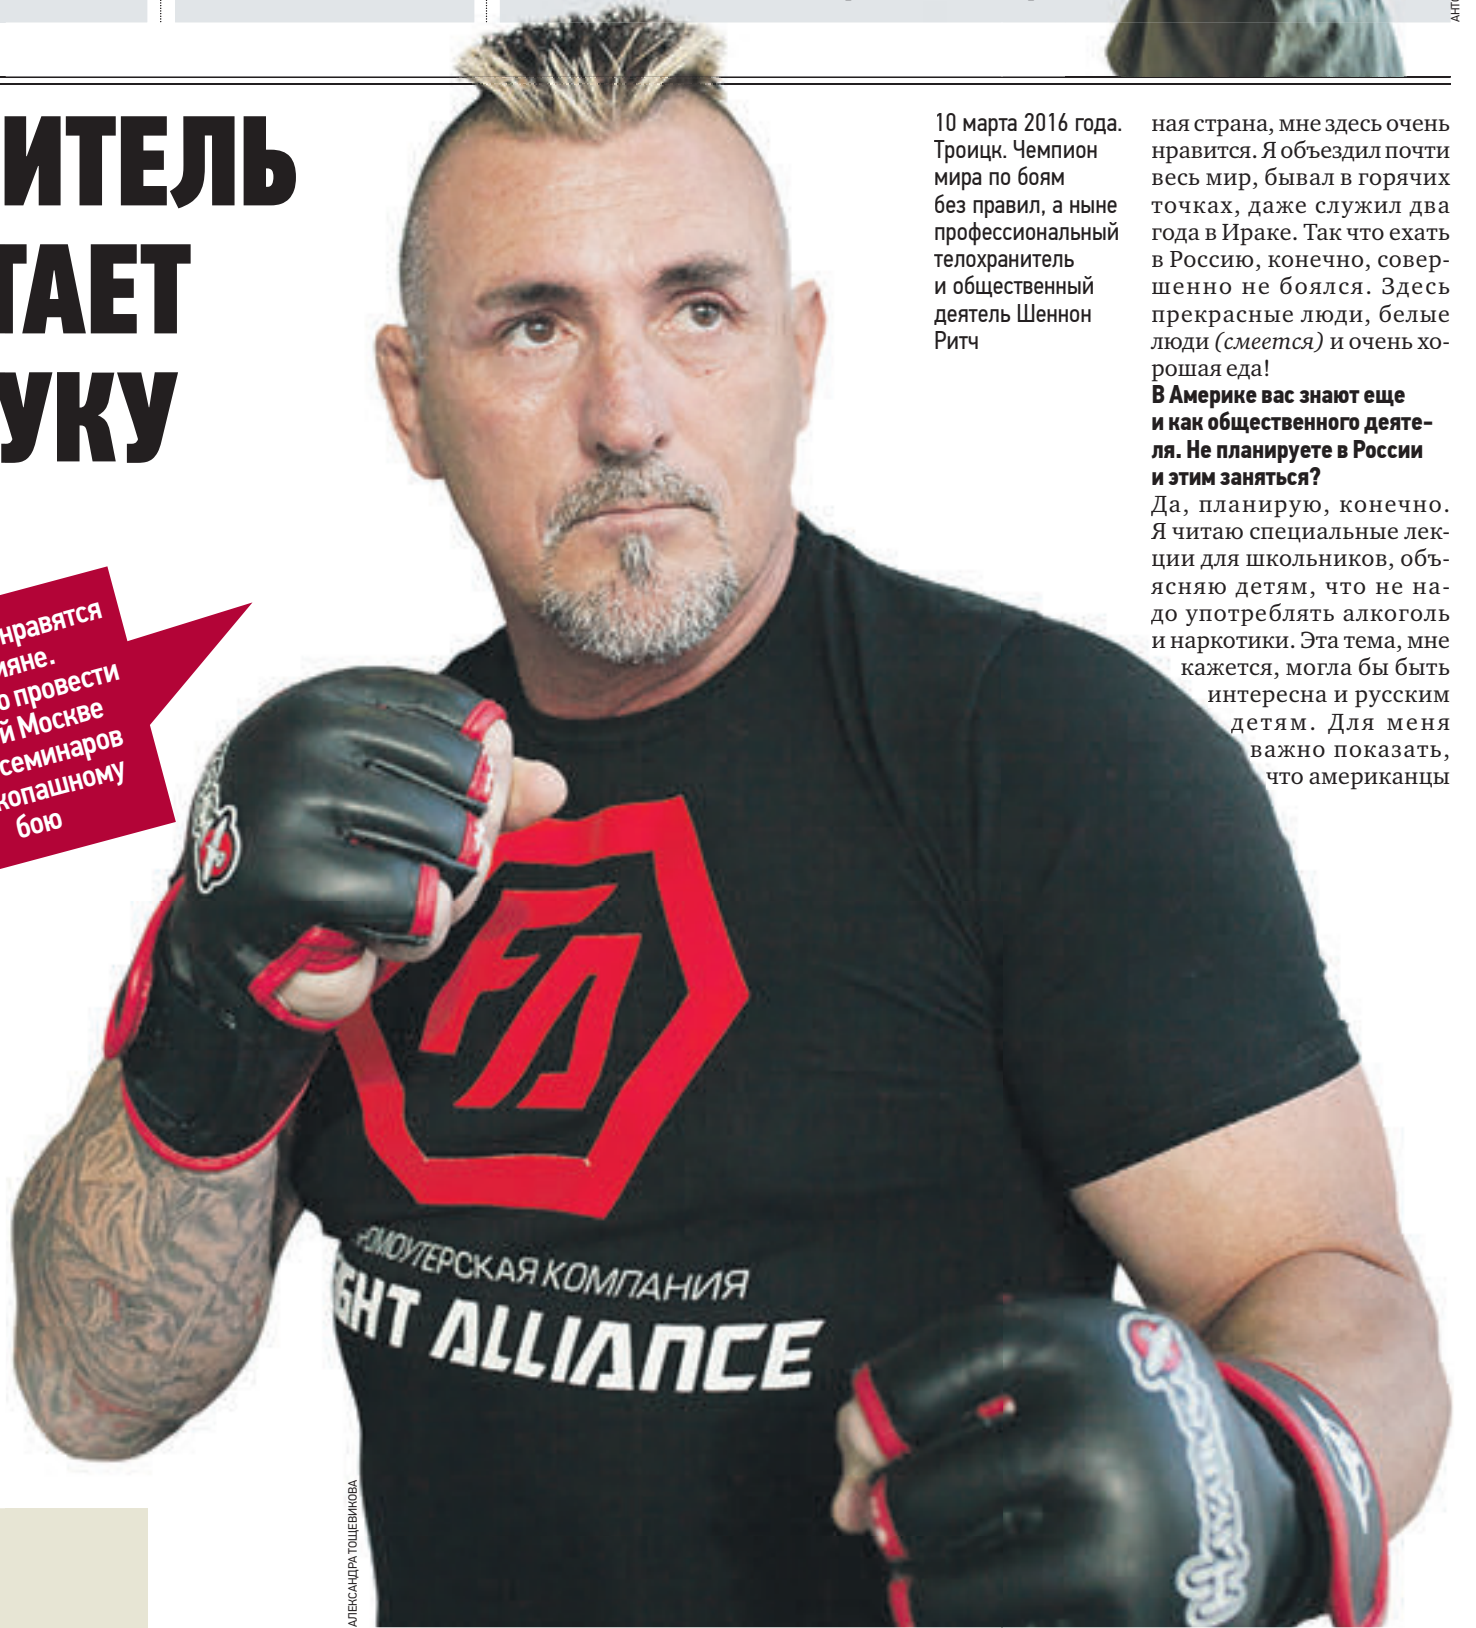 ИТЕЛЬ
ТАЕТ
УКУ
нравятся
провести
Москве
семинаров
бою
10 марта 2016 года.
Троицк. Чемпион
мира по боям
без правил, а ныне
профессиональный
телохранитель
и общественный
деятель Шеннон
Ритч
ная страна, мне здесь очень
нравится. Я объездил почти
весь мир, бывал в горячих
точках, даже служил два
года в Ираке. Так что ехать
в Россию, конечно, совер-
шенно не боялся. Здесь
прекрасные люди, белые
люди (смеется) и очень хо-
рошая еда!
В Америке вас знают еще
и как общественного деяте-
ля. Не планируете в России
и этим заняться?
Да, планирую, конечно.
Я читаю специальные лек-
ции для школьников, объ-
ясняю детям, что не на-
до употреблять алкоголь
и наркотики. Эта тема, мне
кажется, могла бы быть
интересна и русским
детям. Для меня
важно показать,
что американцы
FA
РОМОУТЕРСКАЯ КОМПАНИЯ
GHT ALLIANCE
АЛЕКСАНДРА ТОЩЕВИКОВА